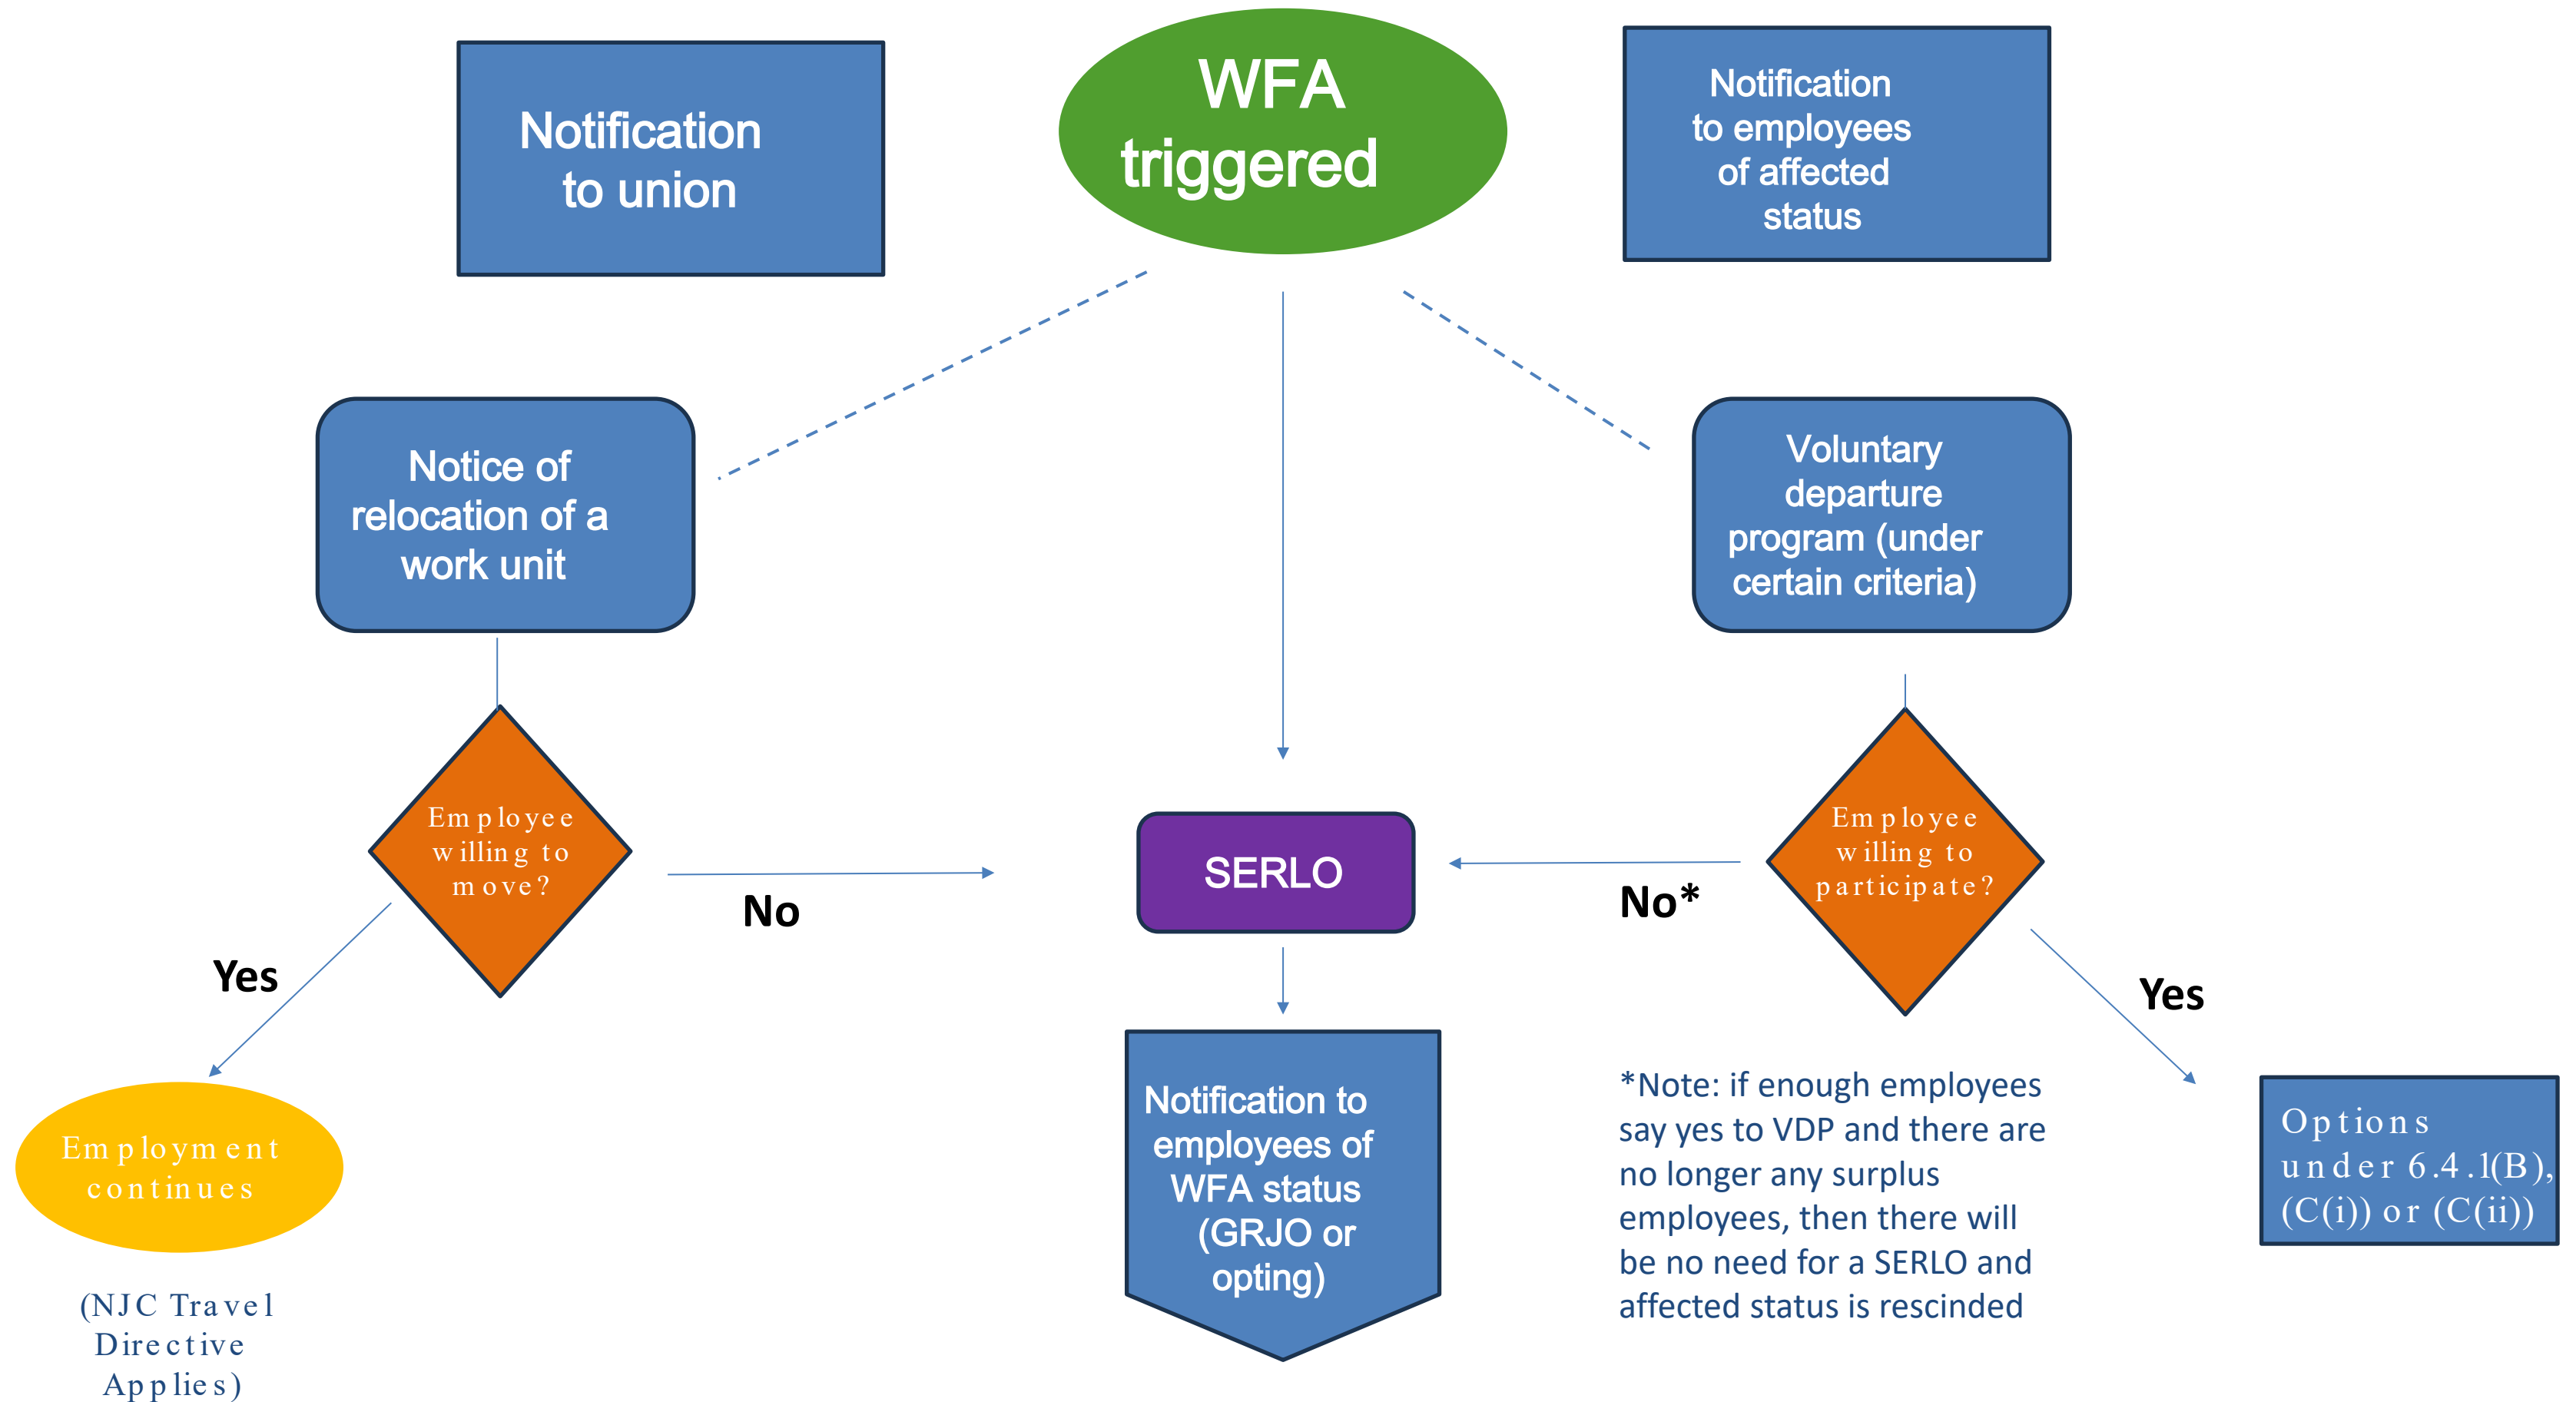 Notification
to union
WFA
triggered
Notification
to employees
of affected
status
Notice of
relocation of a
work unit
Voluntary
departure
program (under
certain criteria)
Employee
willing to
move?
Employee
willing to
participate?
SERLO
No
No*
Yes
Yes
Employment
continues
(NJC Travel
Directive
Applies)
Notification to
employees of
WFA status
(GRJO or
opting)
*Note: if enough employees
say yes to VDP and there are
no longer any surplus
employees, then there will
be no need for a SERLO and
affected status is rescinded
Options
under 6.4.1(B),
(C(i)) or (C(ii))